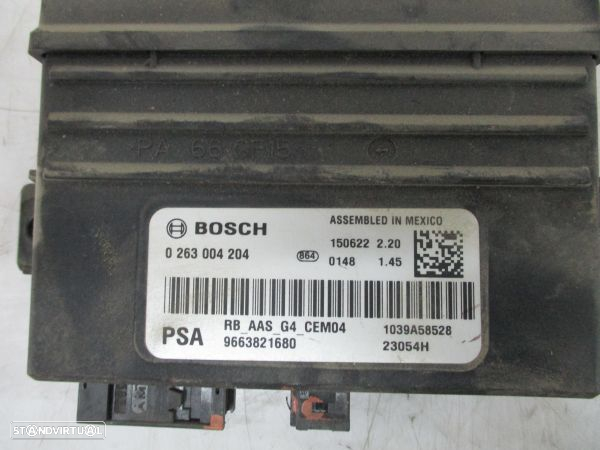 PA 66 GF15
BOSCH
ASSEMBLED IN MEXICO
0 263 004 204
864
150622 2.20
0148 1.45
PSA
RB_AAS_G4_CEM04
1039A58528
9663821680
23054H
STANDVIRTUAL